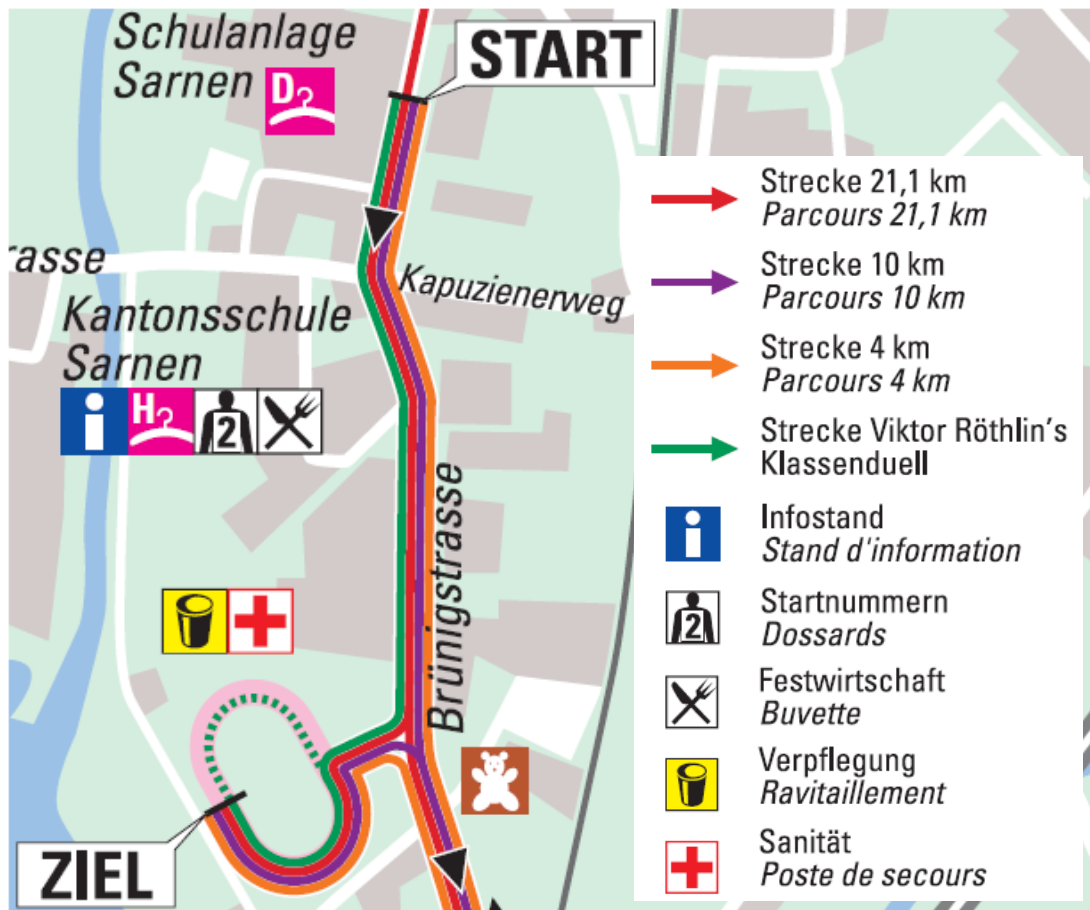 Schulanlage
Sarnen
D
START
rasse
Kapuzienerweg
Kantonsschule
Sarnen
i
H
2
Brünigstrasse
ZIEL
Strecke 21,1 km
Parcours 21,1 km
Strecke 10 km
Parcours 10 km
Strecke 4 km
Parcours 4 km
Strecke Viktor Röthlin's
Klassenduell
i
Infostand
Stand d'information
2
Startnummern
Dossards
Festwirtschaft
Buvette
Verpflegung
Ravitaillement
Sanität
Poste de secours